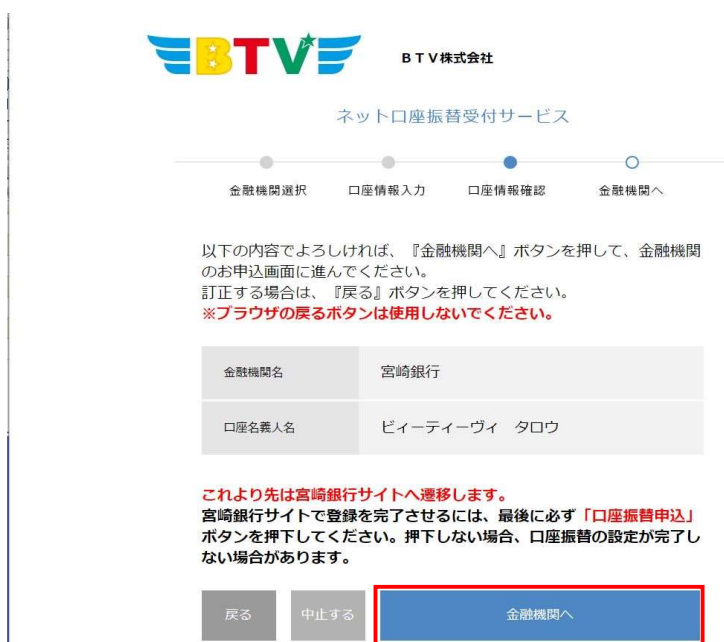 BTV
BTV株式会社
ネット口座振替受付サービス
金融機関選択
口座情報入力
口座情報確認
金融機関へ
以下の内容でよろしければ、『金融機関へ』ボタンを押して、金融機関
のお申込画面に進んでください。
訂正する場合は、『戻る』ボタンを押してください。
※ブラウザの戻るボタンは使用しないでください。
金融機関名 宮崎銀行
口座名義人名 ビィーティーヴィ　タロウ
これより先は宮崎銀行サイトへ遷移します。
宮崎銀行サイトで登録を完了させるには、最後に必ず「口座振替申込」
ボタンを押下してください。押下しない場合、口座振替の設定が完了し
ない場合があります。
戻る
中止する
金融機関へ